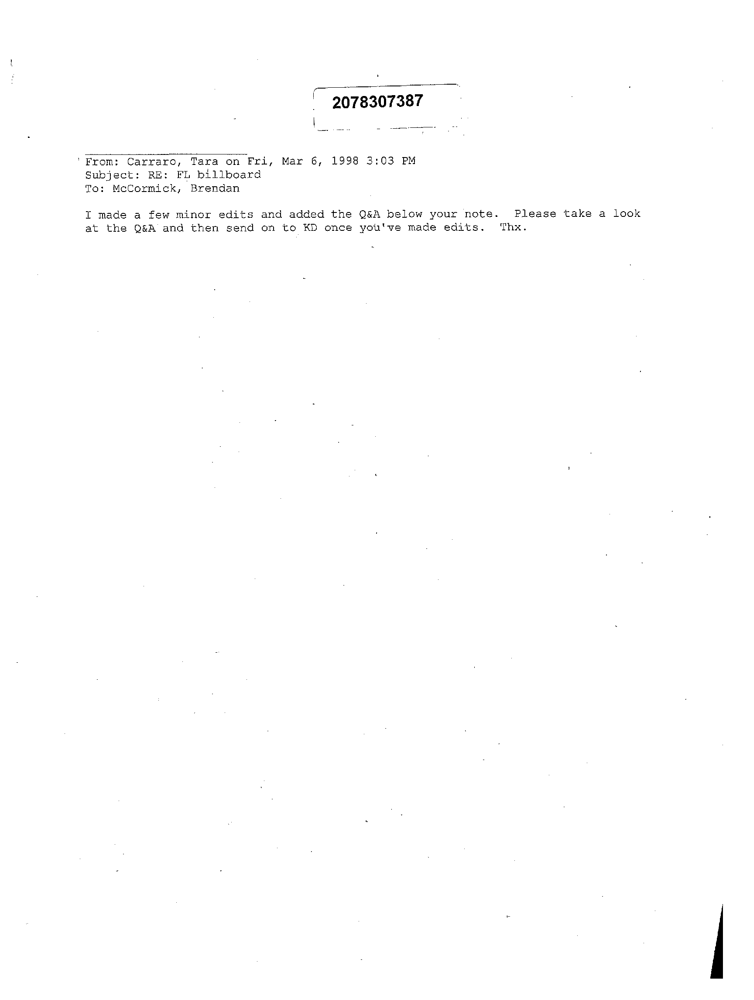 2078307387
From: Carraro, Tara on Fri, Mar 6, 1998 3:03 PM
Subject: RE: FL billboard
To: McCormick, Brendan
I made a few minor edits and added the Q&A below your note.  Please take a look
at the Q&A and then send on to KD once you've made edits.  Thx.